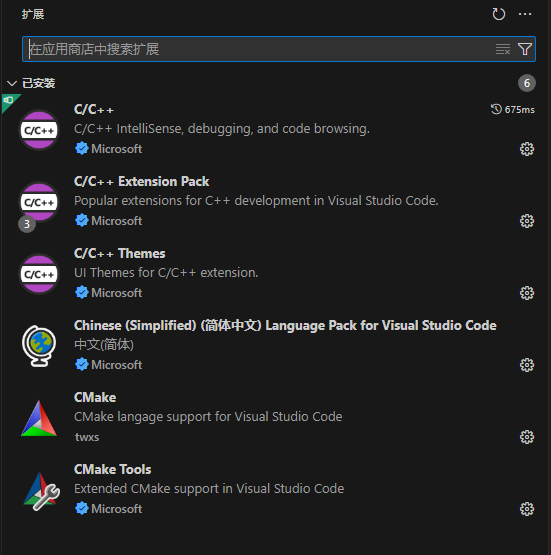 扩展
在应用商店中搜索扩展
已安装 6
C/C++ 675ms
C/C++
C/C++ IntelliSense, debugging, and code browsing.
Microsoft
C/C++ Extension Pack
C/C++
Popular extensions for C++ development in Visual Studio Code.
3 Microsoft
C/C++ Themes
C/C++
UI Themes for C/C++ extension.
Microsoft
Chinese (Simplified) (简体中文) Language Pack for Visual Studio Code
中文(简体)
Microsoft
CMake
CMake langage support for Visual Studio Code
twxs
CMake Tools
Extended CMake support in Visual Studio Code
Microsoft